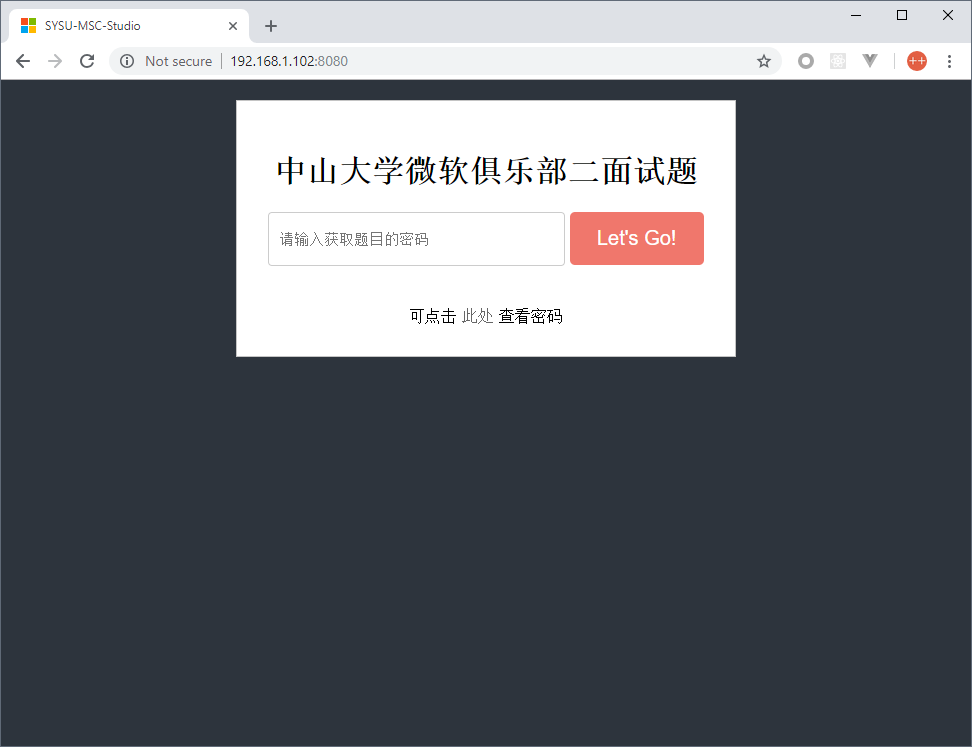 SYSU-MSC-Studio
Not secure 192.168.1.102:8080
中山大学微软俱乐部二面试题
请输入获取题目的密码 Let's Go!
可点击 此处 查看密码